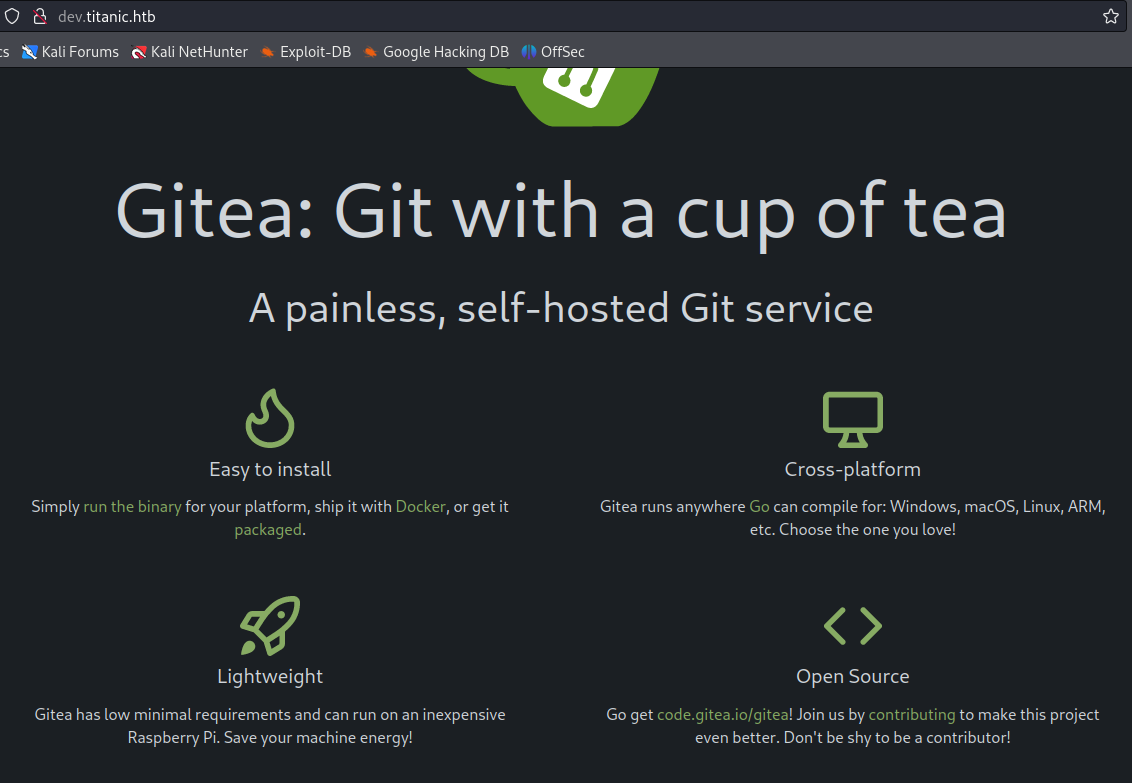 dev.titanic.htb
cs Kali Forums Kali NetHunter Exploit-DB Google Hacking DB OffSec
Gitea: Git with a cup of tea
A painless, self-hosted Git service
Easy to install
Simply run the binary for your platform, ship it with Docker, or get it
packaged.
Cross-platform
Gitea runs anywhere Go can compile for: Windows, macOS, Linux, ARM,
etc. Choose the one you love!
Lightweight
Gitea has low minimal requirements and can run on an inexpensive
Raspberry Pi. Save your machine energy!
Open Source
Go get code.gitea.io/gitea! Join us by contributing to make this project
even better. Don't be shy to be a contributor!